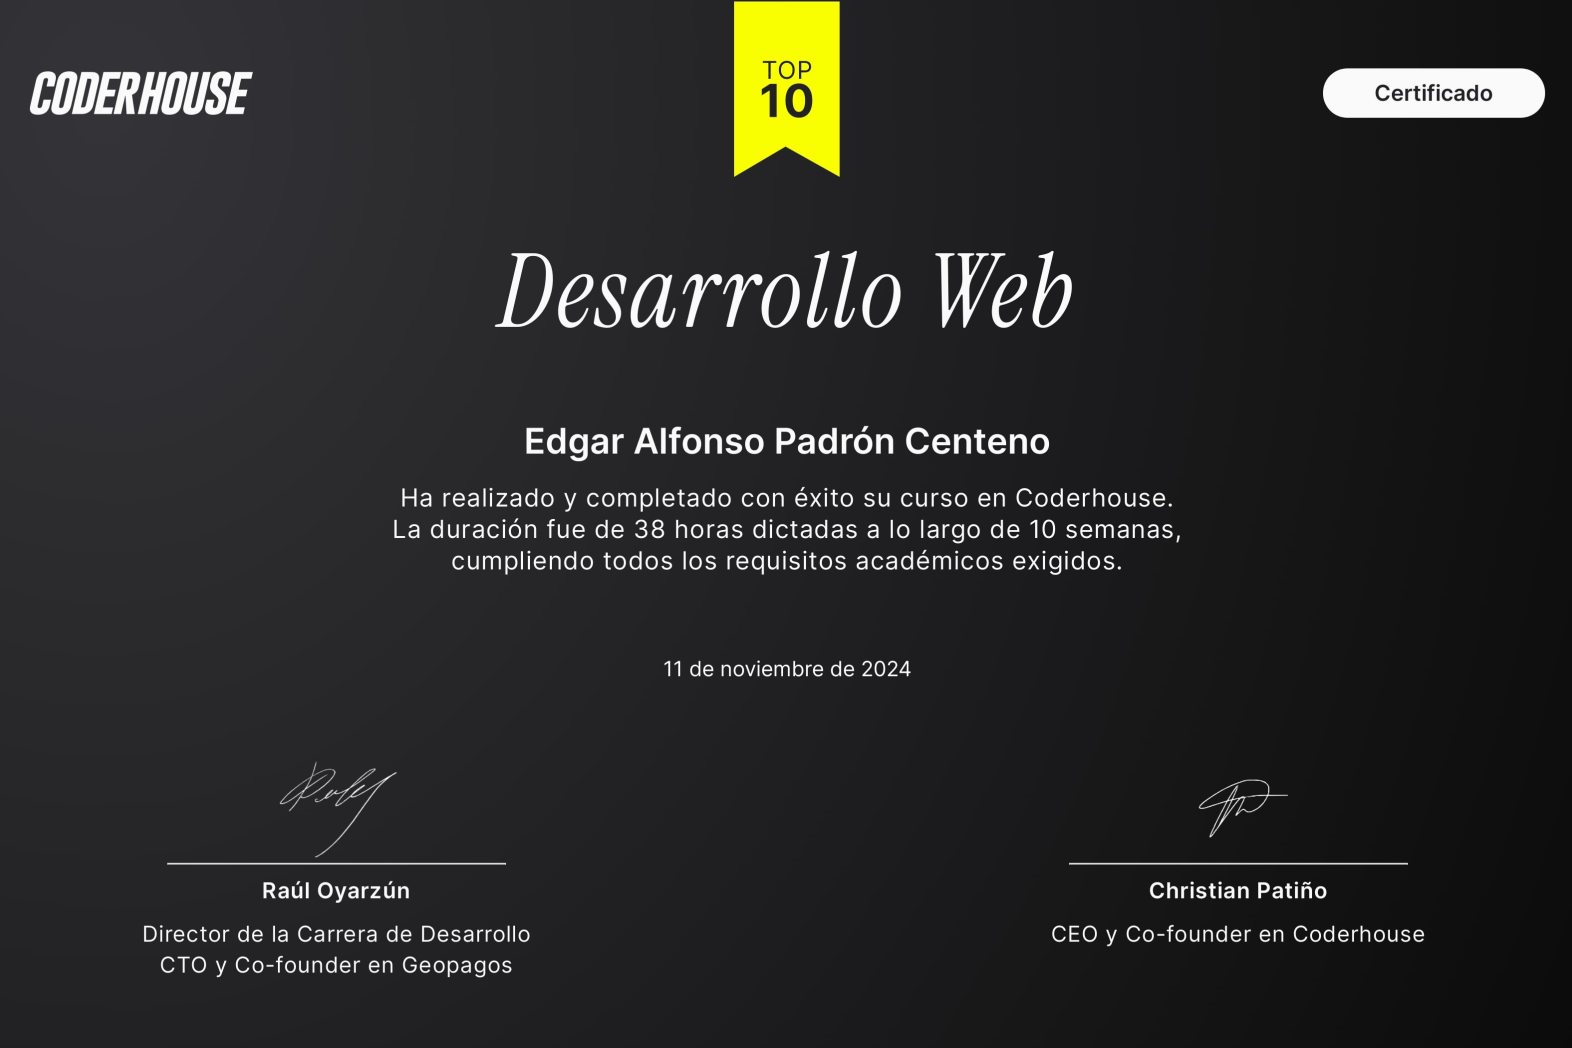 CODERHOUSE
TOP
10
Certificado
Desarrollo Web
Edgar Alfonso Padrón Centeno
Ha realizado y completado con éxito su curso en Coderhouse.
La duración fue de 38 horas dictadas a lo largo de 10 semanas,
cumpliendo todos los requisitos académicos exigidos.
11 de noviembre de 2024
Raúl Oyarzún
Director de la Carrera de Desarrollo
CTO y Co-founder en Geopagos
Christian Patiño
CEO y Co-founder en Coderhouse